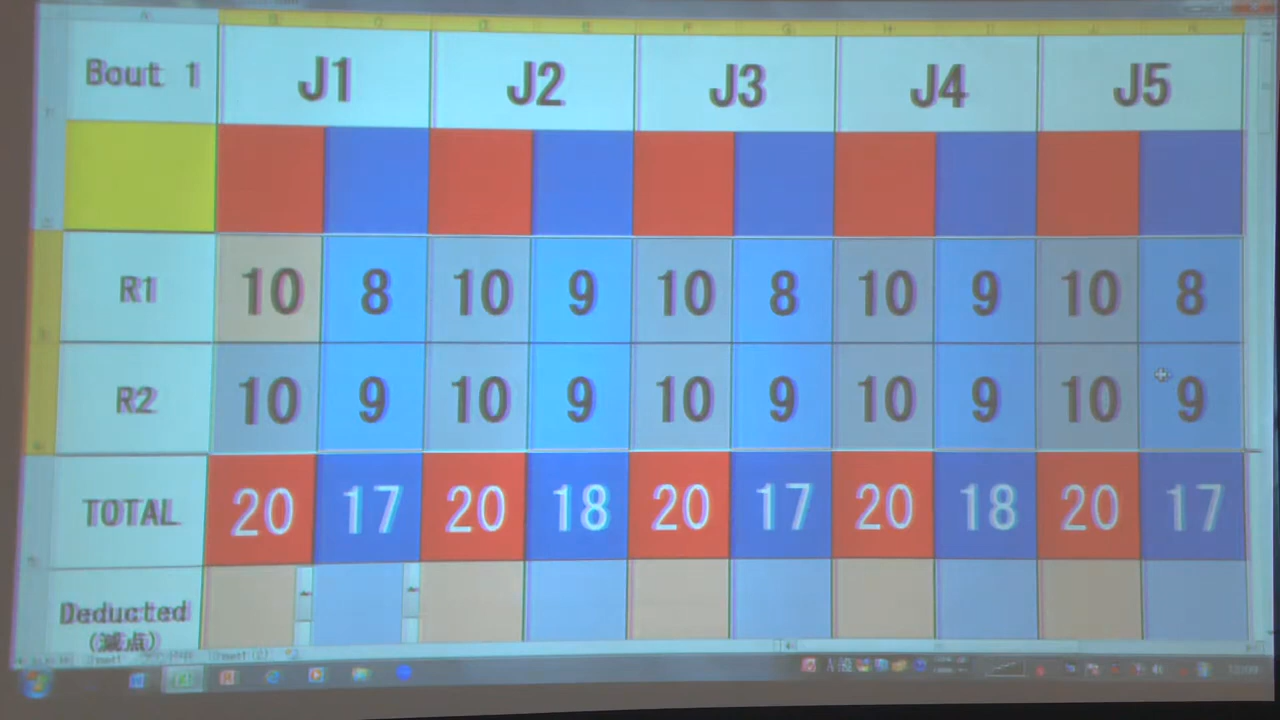 Bout 1 J1 J2 J3 J4 J5
R1 10 8 10 9 10 8 10 9 10 8
R2 10 9 10 9 10 9 10 9 10 9
TOTAL 20 17 20 18 20 17 20 18 20 17
Deducted
(減点)